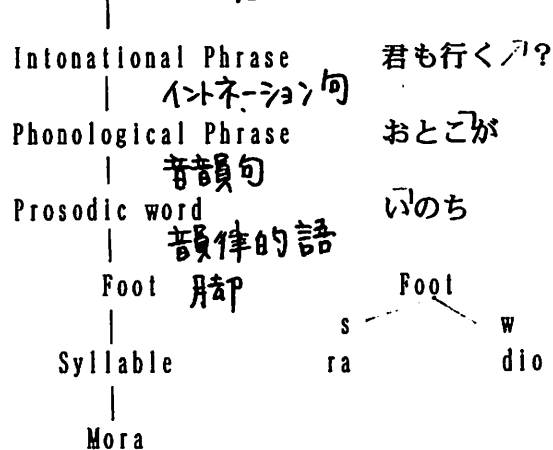 Intonational Phrase 君も行く?
イントネーション句
Phonological Phrase おとこが
音韻句
Prosodic word いのち
韻律的語
Foot 脚 Foot
s w
Syllable ra dio
Mora